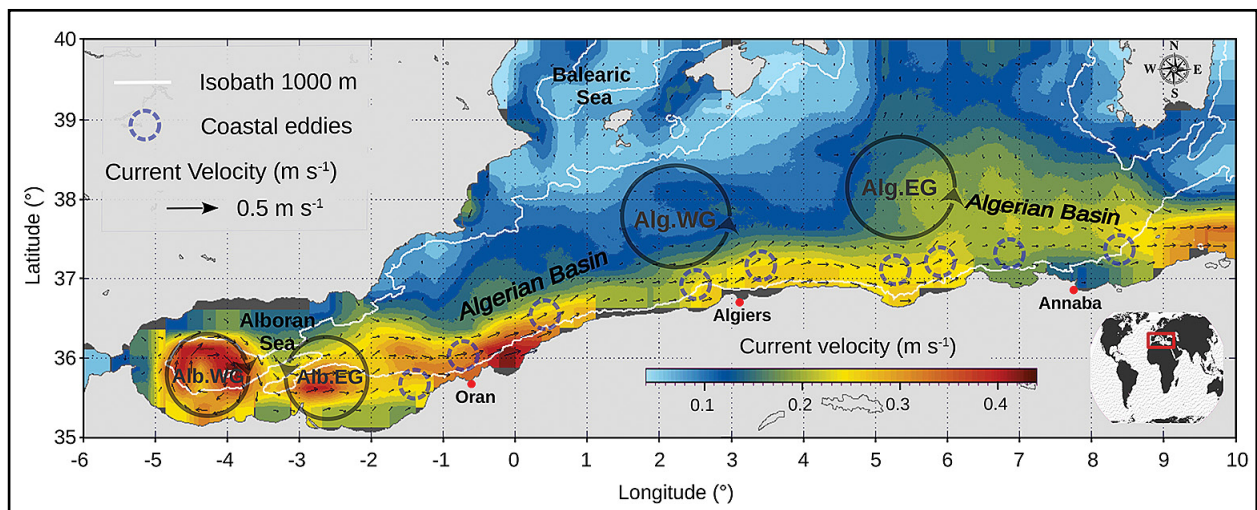 40
39
38
37
36
35
Latitude (°)
Isobath 1000 m
Coastal eddies
Current Velocity (m s-¹)
0.5 m s-¹
Balearic
Sea
N
W
E
S
Alg.WG
Alg.EG
Algerian Basin
Algerian Basin
Alboran
Sea
Alb.WG
Alb.EG
Oran
Algiers
Annaba
Current velocity (m s-¹)
0.1
0.2
0.3
0.4
-6 -5 -4 -3 -2 -1 0 1 2 3 4 5 6 7 8 9 10
Longitude (°)